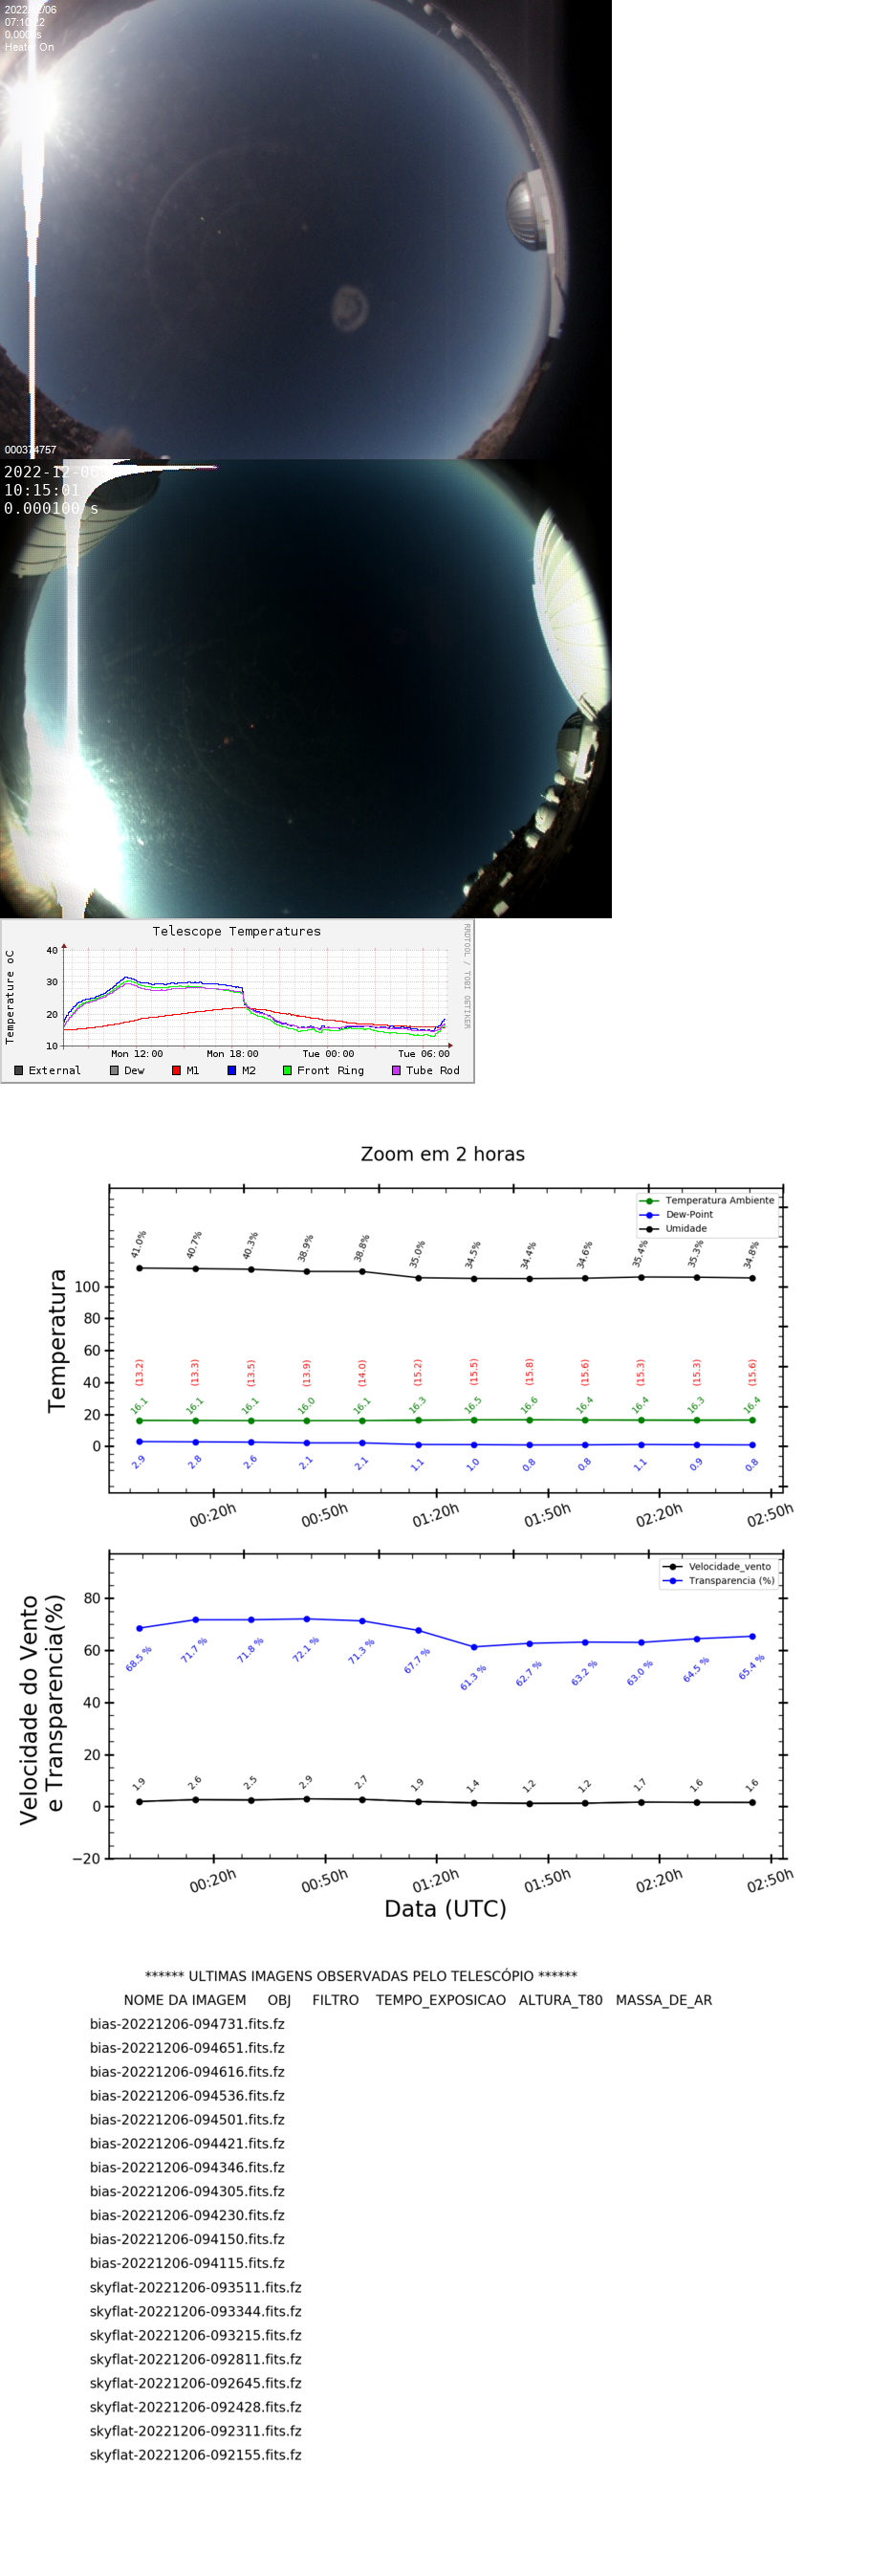 07:10:22
Heater On
000374757
2022-12-06
10:15:01
0.000100 s
Telescope Temperatures
RRDTOOL / TOBI OETIKER
Temperature oC
40
30
20
10
Mon 12:00 Mon 18:00 Tue 00:00 Tue 06:00
External Dew M1 M2 Front Ring Tube Rod
Zoom em 2 horas
Temperatura Ambiente
Dew-Point
Umidade
41.0% 40.7% 40.3% 38.9% 38.8% 35.0% 34.5% 34.4% 34.6% 35.4% 35.3% 34.8%
Temperatura
100
80
60
40
20
0
(13.2) (13.3) (13.5) (13.9) (14.0) (15.2) (15.5) (15.8) (15.6) (15.3) (15.3) (15.6)
16.1 16.1 16.1 16.0 16.1 16.3 16.5 16.6 16.4 16.4 16.3 16.4
2.9 2.8 2.6 2.1 2.1 1.1 1.0 0.8 0.8 1.1 0.9 0.8
00:20h 00:50h 01:20h 01:50h 02:20h 02:50h
Velocidade_vento
Transparencia (%)
Velocidade do Vento
e Transparencia(%)
80
60
40
20
0
−20
68.5 % 71.7 % 71.8 % 72.1 % 71.3 % 67.7 % 61.3 % 62.7 % 63.2 % 63.0 % 64.5 % 65.4 %
1.9 2.6 2.5 2.9 2.7 1.9 1.4 1.2 1.2 1.7 1.6 1.6
00:20h 00:50h 01:20h 01:50h 02:20h 02:50h
Data (UTC)
****** ULTIMAS IMAGENS OBSERVADAS PELO TELESCÓPIO ******
NOME DA IMAGEM OBJ FILTRO TEMPO_EXPOSICAO ALTURA_T80 MASSA_DE_AR
bias-20221206-094731.fits.fz
bias-20221206-094651.fits.fz
bias-20221206-094616.fits.fz
bias-20221206-094536.fits.fz
bias-20221206-094501.fits.fz
bias-20221206-094421.fits.fz
bias-20221206-094346.fits.fz
bias-20221206-094305.fits.fz
bias-20221206-094230.fits.fz
bias-20221206-094150.fits.fz
bias-20221206-094115.fits.fz
skyflat-20221206-093511.fits.fz
skyflat-20221206-093344.fits.fz
skyflat-20221206-093215.fits.fz
skyflat-20221206-092811.fits.fz
skyflat-20221206-092645.fits.fz
skyflat-20221206-092428.fits.fz
skyflat-20221206-092311.fits.fz
skyflat-20221206-092155.fits.fz